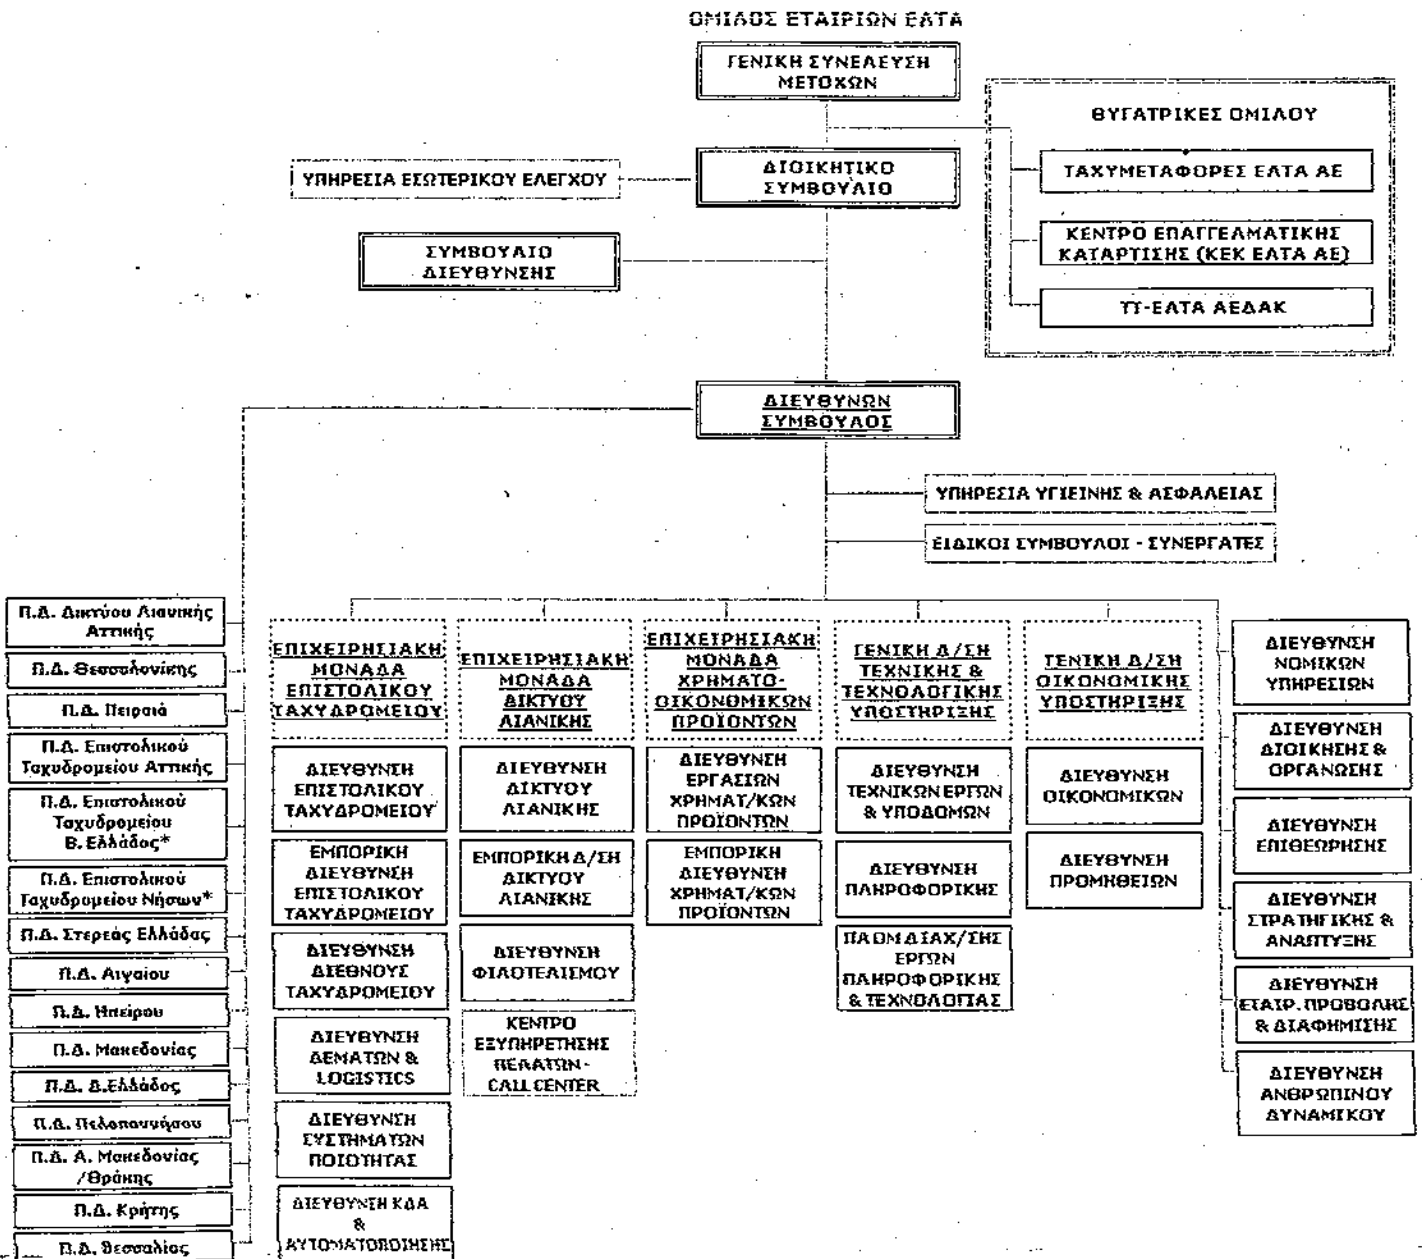 ΟΜΙΛΟΣ ΕΤΑΙΡΙΩΝ ΕΛΤΑ
ΓΕΝΙΚΗ ΣΥΝΕΛΕΥΣΗ
ΜΕΤΟΧΩΝ
ΘΥΓΑΤΡΙΚΕΣ ΟΜΙΛΟΥ
ΤΑΧΥΜΕΤΑΦΟΡΕΣ ΕΛΤΑ ΑΕ
ΚΕΝΤΡΟ ΕΠΑΓΓΕΛΜΑΤΙΚΗΣ
ΚΑΤΑΡΤΙΣΗΣ (ΚΕΚ ΕΛΤΑ ΑΕ)
ΤΤ-ΕΛΤΑ ΑΕΔΑΚ
ΥΠΗΡΕΣΙΑ ΕΣΩΤΕΡΙΚΟΥ ΕΛΕΓΧΟΥ
ΔΙΟΙΚΗΤΙΚΟ
ΣΥΜΒΟΥΛΙΟ
ΣΥΜΒΟΥΛΙΟ
ΔΙΕΥΘΥΝΣΗΣ
ΔΙΕΥΘΥΝΩΝ
ΣΥΜΒΟΥΛΟΣ
ΥΠΗΡΕΣΙΑ ΥΓΙΕΙΝΗΣ & ΑΣΦΑΛΕΙΑΣ
ΕΙΔΙΚΟΙ ΣΥΜΒΟΥΛΟΙ - ΣΥΝΕΡΓΑΤΕΣ
Π.Δ. Δικτύου Λιανικής
Αττικής
Π.Δ. Θεσσαλονίκης
Π.Δ. Πειραιά
Π.Δ. Επιστολικού
Ταχυδρομείου Αττικής
Π.Δ. Επιστολικού
Ταχυδρομείου
Β. Ελλάδος*
Π.Δ. Επιστολικού
Ταχυδρομείου Νήσων*
Π.Δ. Στερεάς Ελλάδας
Π.Δ. Αιγαίου
Π.Δ. Ηπείρου
Π.Δ. Μακεδονίας
Π.Δ. Δ.Ελλάδος
Π.Δ. Πελοποννήσου
Π.Δ. Α. Μακεδονίας
/Θράκης
Π.Δ. Κρήτης
Π.Δ. Θεσσαλίας
ΕΠΙΧΕΙΡΗΣΙΑΚΗ
ΜΟΝΑΔΑ
ΕΠΙΣΤΟΛΙΚΟΥ
ΤΑΧΥΔΡΟΜΕΙΟΥ
ΔΙΕΥΘΥΝΣΗ
ΕΠΙΣΤΟΛΙΚΟΥ
ΤΑΧΥΔΡΟΜΕΙΟΥ
ΕΜΠΟΡΙΚΗ
ΔΙΕΥΘΥΝΣΗ
ΕΠΙΣΤΟΛΙΚΟΥ
ΤΑΧΥΔΡΟΜΕΙΟΥ
ΔΙΕΥΘΥΝΣΗ
ΔΙΕΘΝΟΥΣ
ΤΑΧΥΔΡΟΜΕΙΟΥ
ΔΙΕΥΘΥΝΣΗ
ΔΕΜΑΤΩΝ &
LOGISTICS
ΔΙΕΥΘΥΝΣΗ
ΣΥΣΤΗΜΑΤΩΝ
ΠΟΙΟΤΗΤΑΣ
ΔΙΕΥΘΥΝΣΗ ΚΔΑ
&
ΑΥΤΟΜΑΤΟΠΟΙΗΣΗΣ
ΕΠΙΧΕΙΡΗΣΙΑΚΗ
ΜΟΝΑΔΑ
ΔΙΚΤΥΟΥ
ΛΙΑΝΙΚΗΣ
ΔΙΕΥΘΥΝΣΗ
ΔΙΚΤΥΟΥ
ΛΙΑΝΙΚΗΣ
ΕΜΠΟΡΙΚΗ Δ/ΣΗ
ΔΙΚΤΥΟΥ
ΛΙΑΝΙΚΗΣ
ΔΙΕΥΘΥΝΣΗ
ΦΙΛΟΤΕΛΙΣΜΟΥ
ΚΕΝΤΡΟ
ΕΞΥΠΗΡΕΤΗΣΗΣ
ΠΕΛΑΤΩΝ-
CALL CENTER
ΕΠΙΧΕΙΡΗΣΙΑΚΗ
ΜΟΝΑΔΑ
ΧΡΗΜΑΤΟ-
ΟΙΚΟΝΟΜΙΚΩΝ
ΠΡΟΪΟΝΤΩΝ
ΔΙΕΥΘΥΝΣΗ
ΕΡΓΑΣΙΩΝ
ΧΡΗΜΑΤ/ΚΩΝ
ΠΡΟΪΟΝΤΩΝ
ΕΜΠΟΡΙΚΗ
ΔΙΕΥΘΥΝΣΗ
ΧΡΗΜΑΤ/ΚΩΝ
ΠΡΟΪΟΝΤΩΝ
ΓΕΝΙΚΗ Δ/ΣΗ
ΤΕΧΝΙΚΗΣ &
ΤΕΧΝΟΛΟΓΙΚΗΣ
ΥΠΟΣΤΗΡΙΞΗΣ
ΔΙΕΥΘΥΝΣΗ
ΤΕΧΝΙΚΩΝ ΕΡΓΩΝ
& ΥΠΟΔΟΜΩΝ
ΔΙΕΥΘΥΝΣΗ
ΠΛΗΡΟΦΟΡΙΚΗΣ
ΠΛΟΜ ΔΙΑΧ/ΣΗΣ
ΕΡΓΩΝ
ΠΛΗΡΟΦΟΡΙΚΗΣ
& ΤΕΧΝΟΛΟΓΙΑΣ
ΓΕΝΙΚΗ Δ/ΣΗ
ΟΙΚΟΝΟΜΙΚΗΣ
ΥΠΟΣΤΗΡΙΞΗΣ
ΔΙΕΥΘΥΝΣΗ
ΟΙΚΟΝΟΜΙΚΩΝ
ΔΙΕΥΘΥΝΣΗ
ΠΡΟΜΗΘΕΙΩΝ
ΔΙΕΥΘΥΝΣΗ
ΝΟΜΙΚΩΝ
ΥΠΗΡΕΣΙΩΝ
ΔΙΕΥΘΥΝΣΗ
ΔΙΟΙΚΗΣΗΣ &
ΟΡΓΑΝΩΣΗΣ
ΔΙΕΥΘΥΝΣΗ
ΕΠΙΘΕΩΡΗΣΗΣ
ΔΙΕΥΘΥΝΣΗ
ΣΤΡΑΤΗΓΙΚΗΣ &
ΑΝΑΠΤΥΞΗΣ
ΔΙΕΥΘΥΝΣΗ
ΕΤΑΙΡ. ΠΡΟΒΟΛΗΣ
& ΔΙΑΦΗΜΙΣΗΣ
ΔΙΕΥΘΥΝΣΗ
ΑΝΘΡΩΠΙΝΟΥ
ΔΥΝΑΜΙΚΟΥ